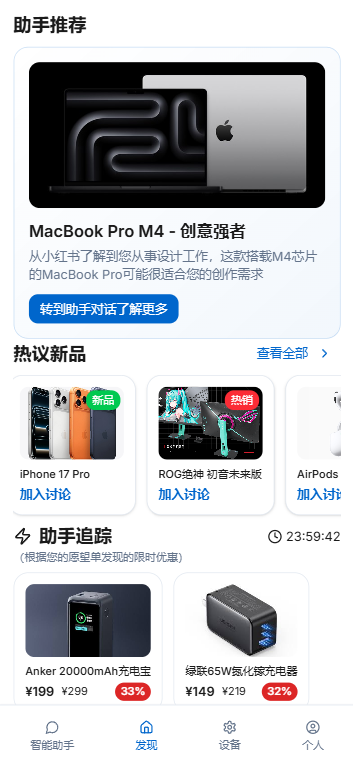 助手推荐
MacBook Pro M4 - 创意强者
从小红书了解到您从事设计工作，这款搭载M4芯片
的MacBook Pro可能很适合您的创作需求
转到助手对话了解更多
热议新品
查看全部
新品
热销
iPhone 17 Pro
ROG绝神 初音未来版
AirPods
加入讨论
加入讨论
加入讨论
助手追踪
23:59:42
（根据您的愿望单发现的限时优惠）
Anker 20000mAh充电宝
绿联65W氮化镓充电器
¥199 ¥299 33%
¥149 ¥219 32%
智能助手
发现
设备
个人